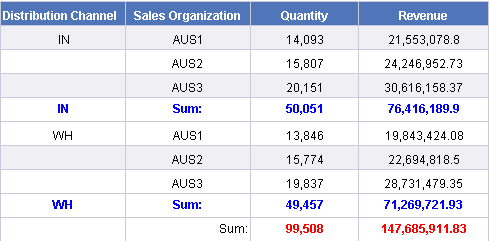 Distribution Channel Sales Organization Quantity Revenue
IN AUS1 14,093 21,553,078.8
AUS2 15,807 24,246,952.73
AUS3 20,151 30,616,158.37
IN Sum: 50,051 76,416,189.9
WH AUS1 13,846 19,843,424.08
AUS2 15,774 22,694,818.5
AUS3 19,837 28,731,479.35
WH Sum: 49,457 71,269,721.93
Sum: 99,508 147,685,911.83